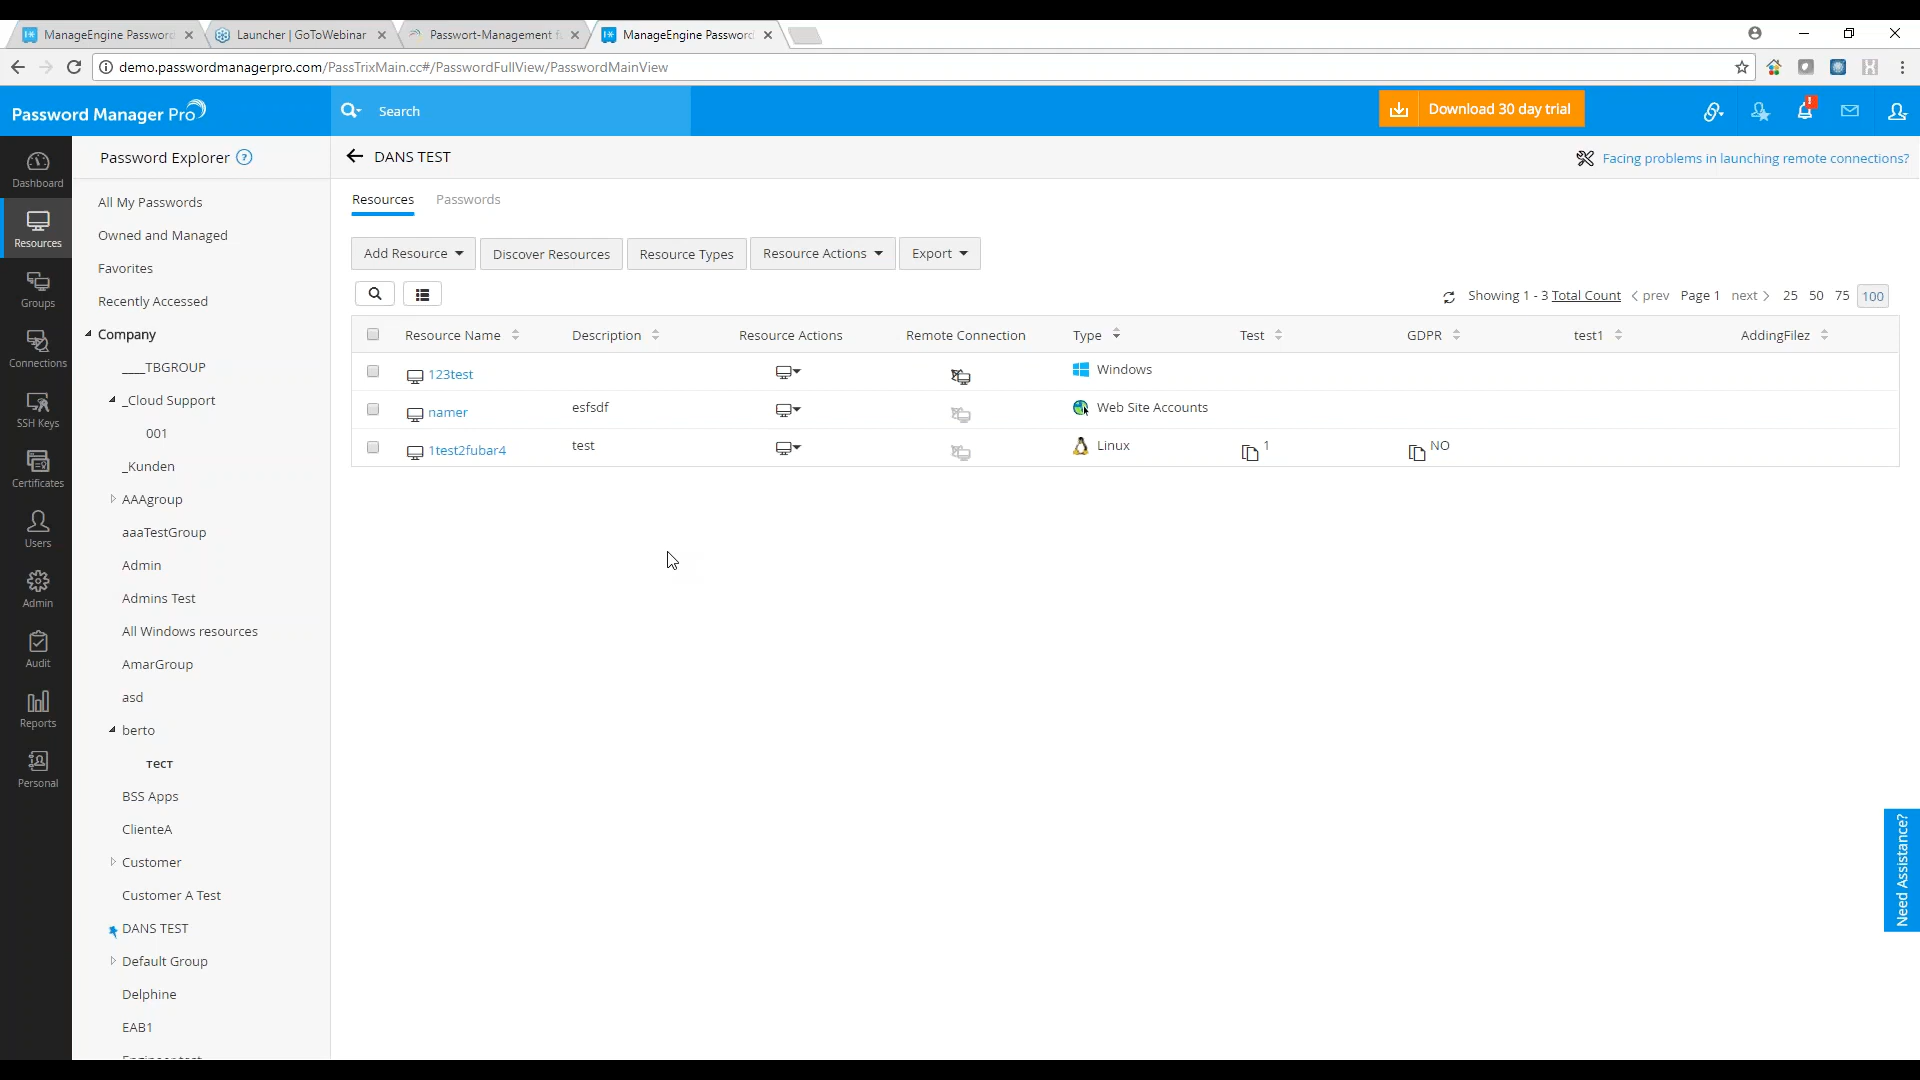 ManageEngine Password
Launcher | GoToWebinar
Passwort-Management f
ManageEngine Password
demo.passwordmanagerpro.com/PassTrixMain.cc#/PasswordFullView/PasswordMainView
Password Manager Pro
Search
Download 30 day trial
1
Dashboard
Resources
Groups
Connections
SSH Keys
Certificates
Users
Admin
Audit
Reports
Personal
Password Explorer ?
All My Passwords
Owned and Managed
Favorites
Recently Accessed
Company
____TBGROUP
_Cloud Support
001
_Kunden
AAAgroup
aaaTestGroup
Admin
Admins Test
All Windows resources
AmarGroup
asd
berto
тест
BSS Apps
ClienteA
Customer
Customer A Test
DANS TEST
Default Group
Delphine
EAB1
DANS TEST
Facing problems in launching remote connections?
Resources Passwords
Add Resource Discover Resources Resource Types Resource Actions Export
Showing 1 - 3 Total Count prev Page 1 next 25 50 75 100
Resource Name Description Resource Actions Remote Connection Type Test GDPR test1 AddingFilez
123test Windows
namer esfsdf Web Site Accounts
1test2fubar4 test Linux 1 NO
Need Assistance?